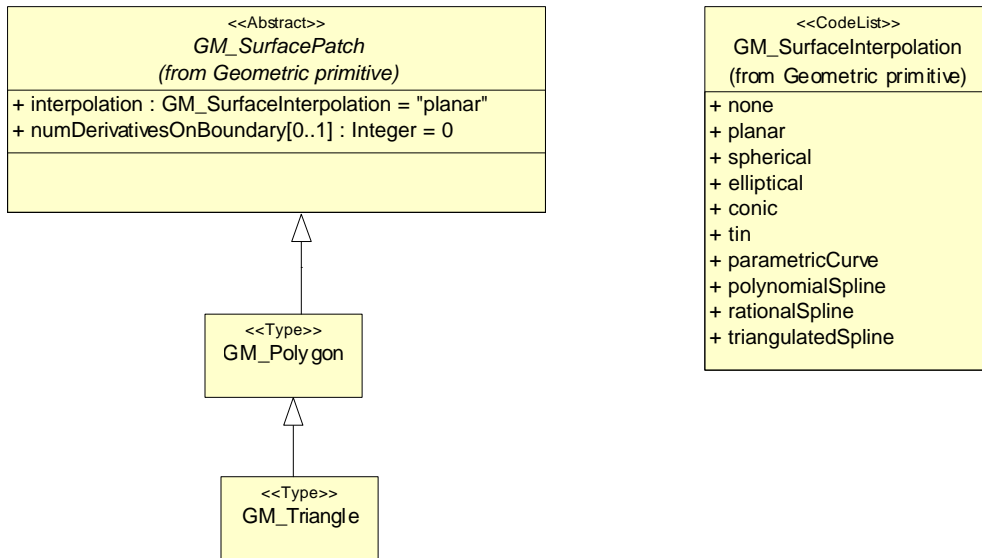 <<Abstract>>
GM_SurfacePatch
(from Geometric primitive)
+ interpolation : GM_SurfaceInterpolation = "planar"
+ numDerivativesOnBoundary[0..1] : Integer = 0
<<Type>>
GM_Polygon
<<Type>>
GM_Triangle
<<CodeList>>
GM_SurfaceInterpolation
(from Geometric primitive)
+ none
+ planar
+ spherical
+ elliptical
+ conic
+ tin
+ parametricCurve
+ polynomialSpline
+ rationalSpline
+ triangulatedSpline